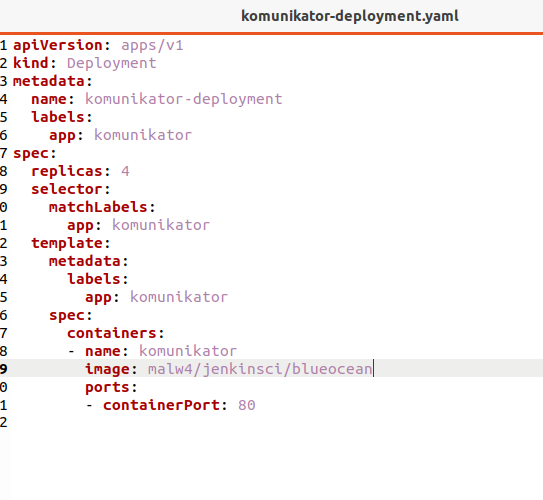 komunikator-deployment.yaml
1 apiVersion: apps/v1
2 kind: Deployment
3 metadata:
4   name: komunikator-deployment
5   labels:
6     app: komunikator
7 spec:
8   replicas: 4
9   selector:
0     matchLabels:
1       app: komunikator
2   template:
3     metadata:
4       labels:
5         app: komunikator
6     spec:
7       containers:
8       - name: komunikator
9         image: malw4/jenkinsci/blueocean
0         ports:
1         - containerPort: 80
2